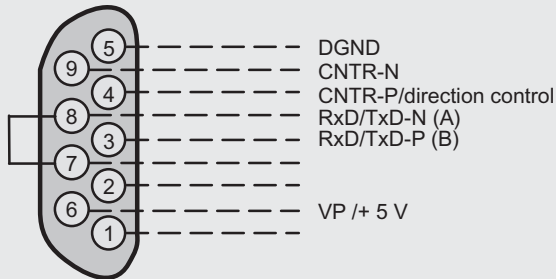 5 DGND
9 CNTR-N
4 CNTR-P/direction control
8 RxD/TxD-N (A)
3 RxD/TxD-P (B)
7
2
6 VP /+ 5 V
1